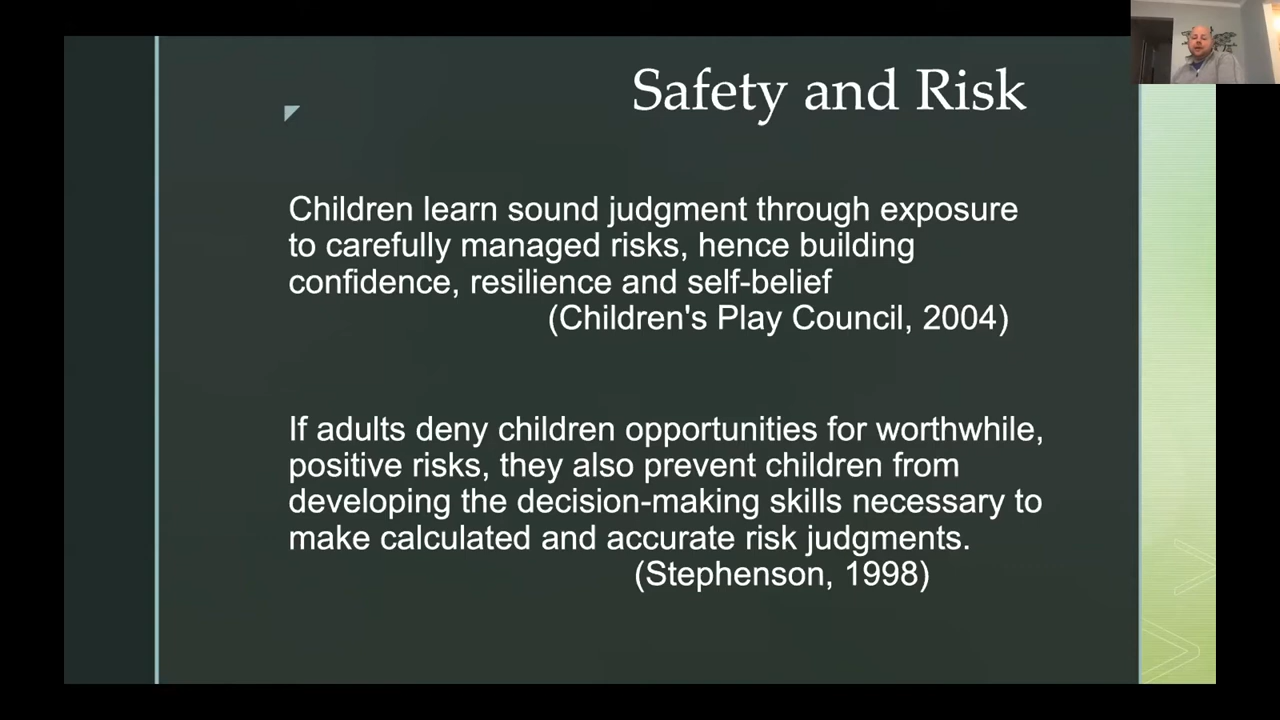 Safety and Risk
Children learn sound judgment through exposure
to carefully managed risks, hence building
confidence, resilience and self-belief
(Children's Play Council, 2004)
If adults deny children opportunities for worthwhile,
positive risks, they also prevent children from
developing the decision-making skills necessary to
make calculated and accurate risk judgments.
(Stephenson, 1998)